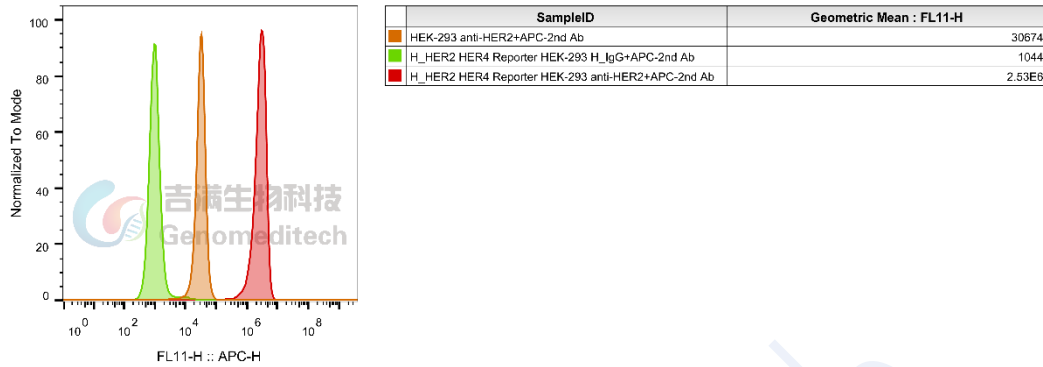 100
80
60
40
20
0
Normalized To Mode
10^0 10^2 10^4 10^6 10^8
FL11-H :: APC-H
吉满生物科技
Genomeditech
SampleID Geometric Mean : FL11-H
HEK-293 anti-HER2+APC-2nd Ab 30674
H_HER2 HER4 Reporter HEK-293 H_IgG+APC-2nd Ab 1044
H_HER2 HER4 Reporter HEK-293 anti-HER2+APC-2nd Ab 2.53E6